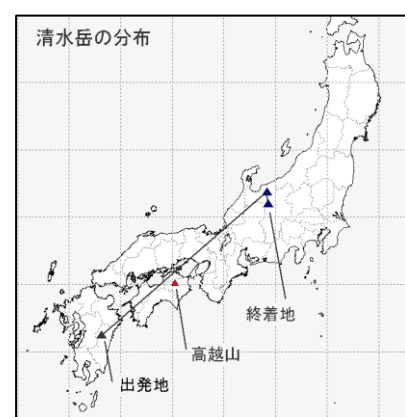 清水岳の分布
終着地
高越山
出発地